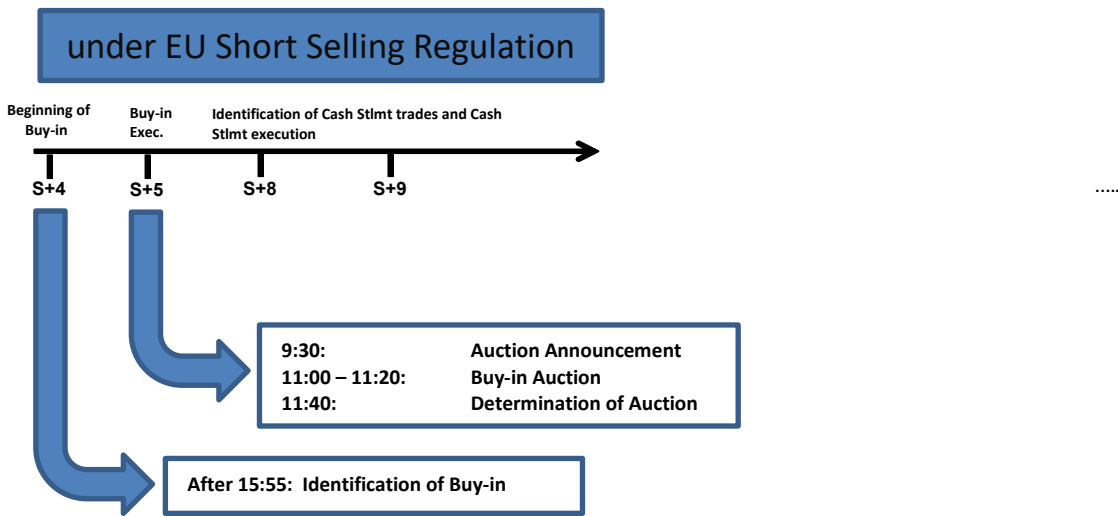 under EU Short Selling Regulation
Beginning of Buy-in Exec. Identification of Cash Stlmt trades and Cash
Buy-in Stlmt execution
S+4 S+5 S+8 S+9 .....
9:30: Auction Announcement
11:00 – 11:20: Buy-in Auction
11:40: Determination of Auction
After 15:55: Identification of Buy-in